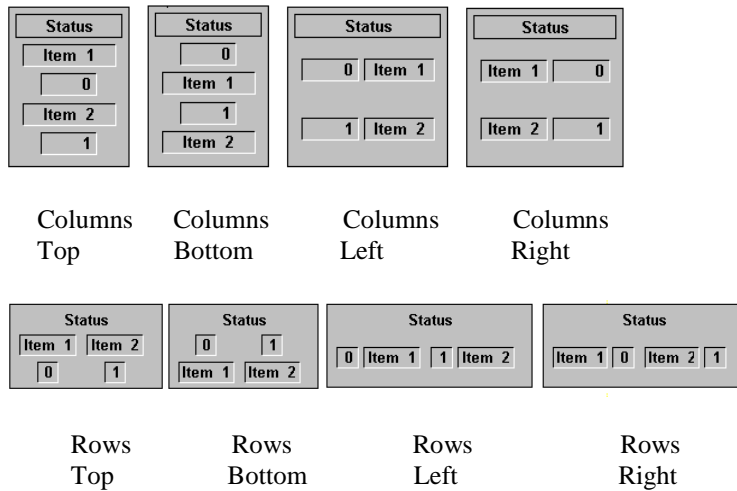 Status
Item 1
0
Item 2
1
Status
0
Item 1
1
Item 2
Status
0 Item 1
1 Item 2
Status
Item 1 0
Item 2 1
Columns Top
Columns Bottom
Columns Left
Columns Right
Status
Item 1 Item 2
0 1
Status
0 1
Item 1 Item 2
Status
0 Item 1 1 Item 2
Status
Item 1 0 Item 2 1
Rows Top
Rows Bottom
Rows Left
Rows Right